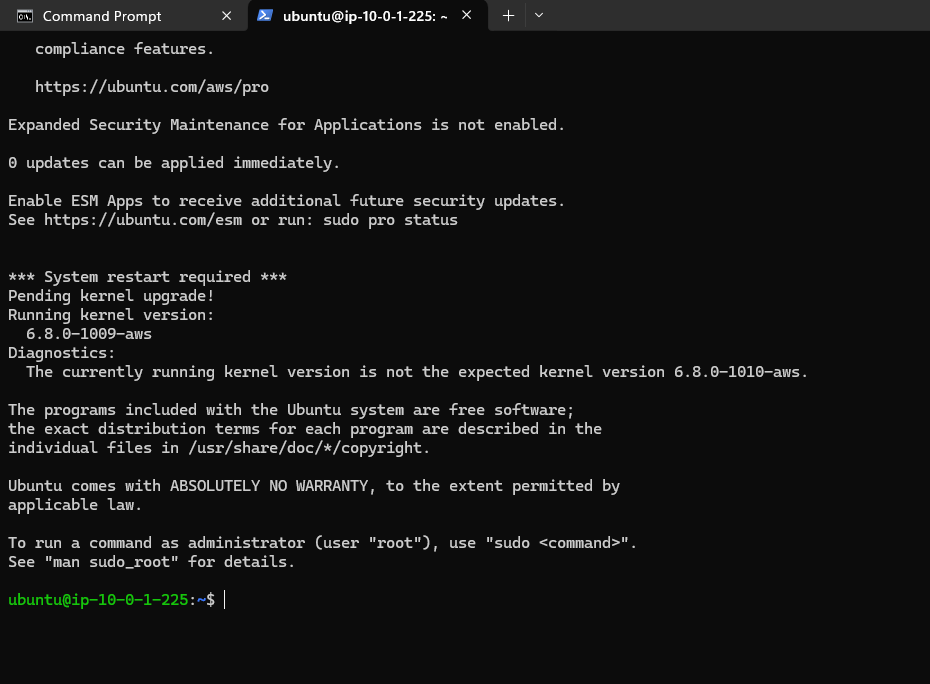 Command Prompt
ubuntu@ip-10-0-1-225: ~
compliance features.
https://ubuntu.com/aws/pro
Expanded Security Maintenance for Applications is not enabled.
0 updates can be applied immediately.
Enable ESM Apps to receive additional future security updates.
See https://ubuntu.com/esm or run: sudo pro status
*** System restart required ***
Pending kernel upgrade!
Running kernel version:
  6.8.0-1009-aws
Diagnostics:
  The currently running kernel version is not the expected kernel version 6.8.0-1010-aws.
The programs included with the Ubuntu system are free software;
the exact distribution terms for each program are described in the
individual files in /usr/share/doc/*/copyright.
Ubuntu comes with ABSOLUTELY NO WARRANTY, to the extent permitted by
applicable law.
To run a command as administrator (user "root"), use "sudo <command>".
See "man sudo_root" for details.
ubuntu@ip-10-0-1-225:~$